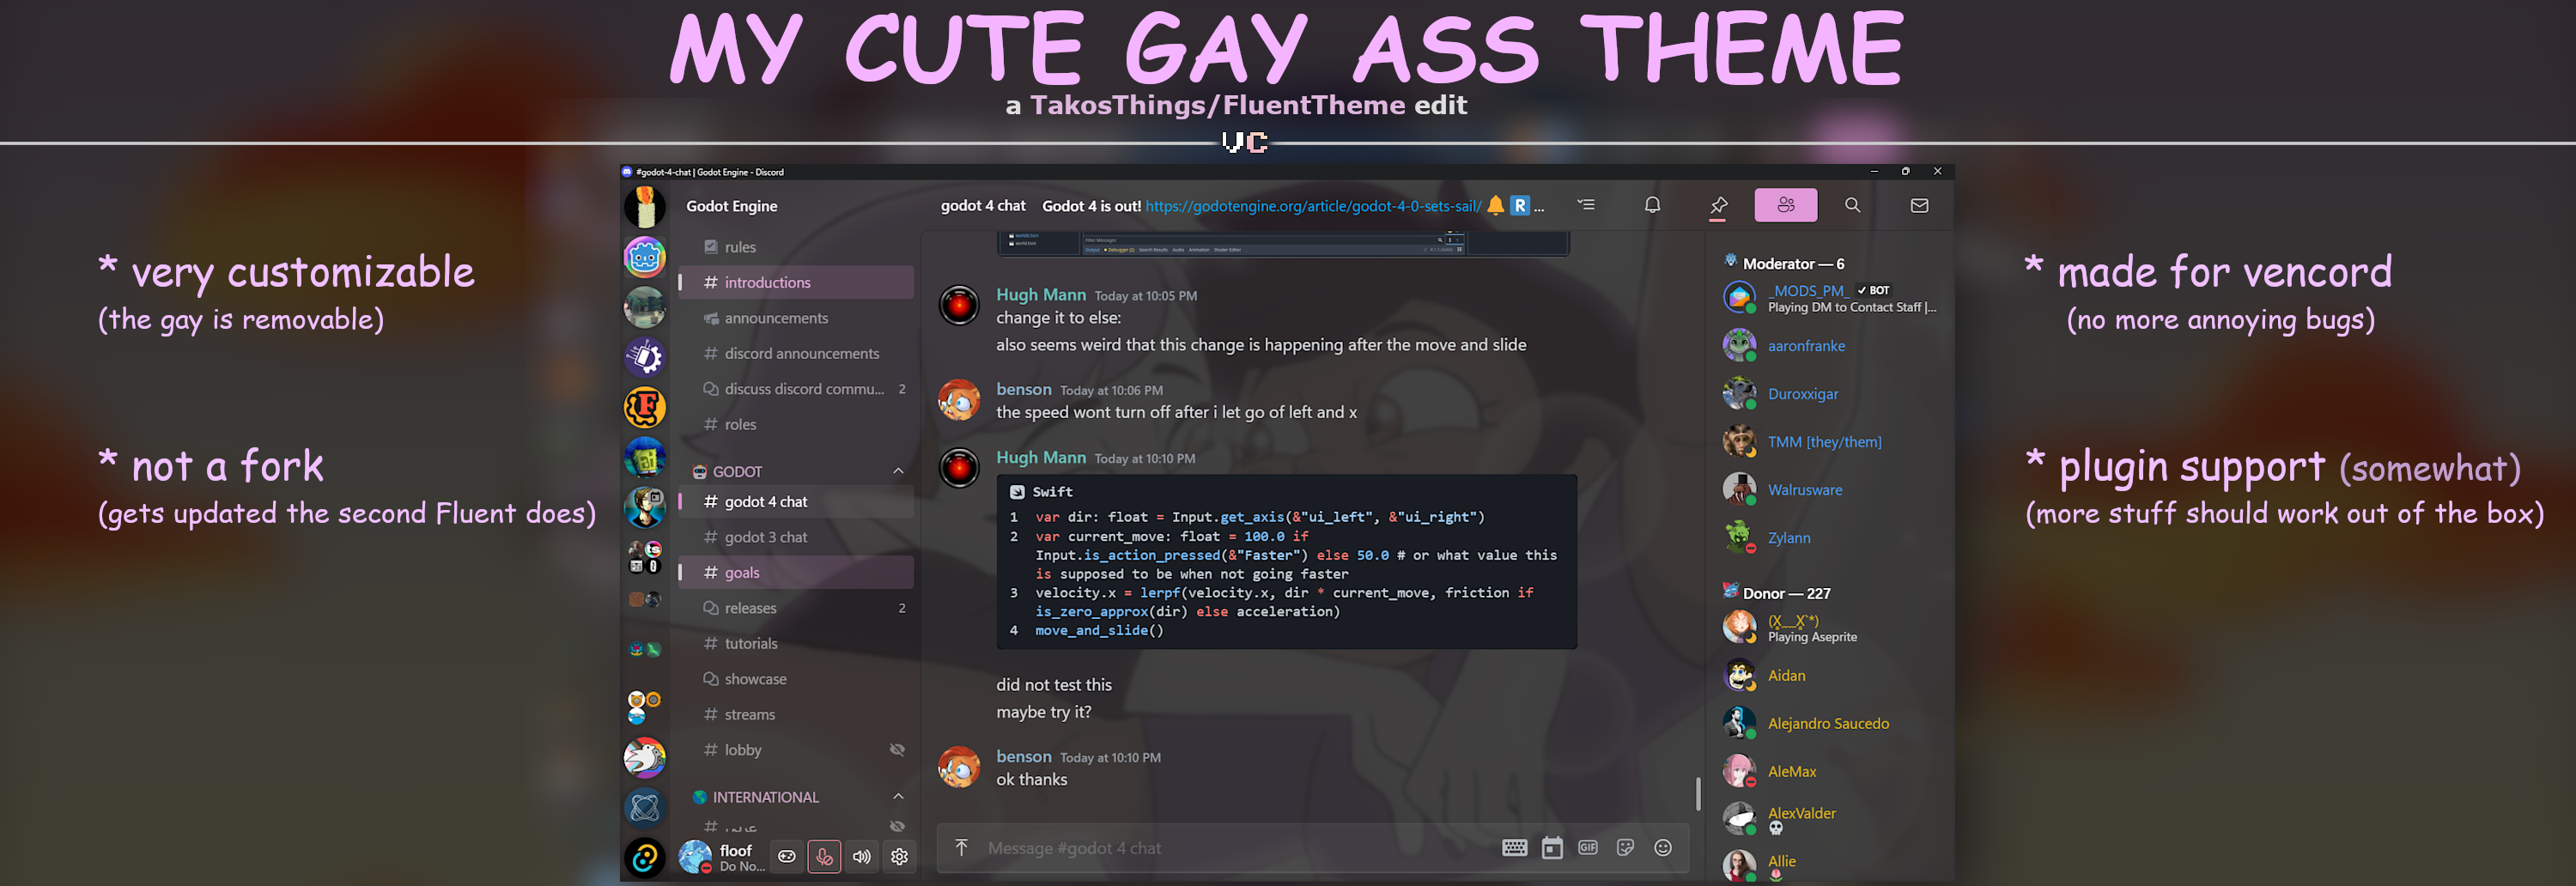 MY CUTE GAY ASS THEME
a TakosThings/FluentTheme edit
VC
* very customizable
(the gay is removable)
* not a fork
(gets updated the second Fluent does)
#godot-4-chat | Godot Engine - Discord
Godot Engine
rules
# introductions
announcements
# discord announcements
discuss discord commu... 2
# roles
GODOT
# godot 4 chat
# godot 3 chat
# goals
releases 2
# tutorials
showcase
# streams
# lobby
INTERNATIONAL
floof
Do No...
godot 4 chat Godot 4 is out! https://godotengine.org/article/godot-4-0-sets-sail/ R ...
Filter Messages
Output Debugger (2) Search Results Audio Animation Shader Editor
Hugh Mann Today at 10:05 PM
change it to else:
also seems weird that this change is happening after the move and slide
benson Today at 10:06 PM
the speed wont turn off after i let go of left and x
Hugh Mann Today at 10:10 PM
Swift
1 var dir: float = Input.get_axis(&"ui_left", &"ui_right")
2 var current_move: float = 100.0 if
Input.is_action_pressed(&"Faster") else 50.0 # or what value this
is supposed to be when not going faster
3 velocity.x = lerpf(velocity.x, dir * current_move, friction if
is_zero_approx(dir) else acceleration)
4 move_and_slide()
did not test this
maybe try it?
benson Today at 10:10 PM
ok thanks
Message #godot 4 chat
GIF
Moderator — 6
_MODS_PM_ ✓ BOT
Playing DM to Contact Staff |...
aaronfranke
Duroxxigar
TMM [they/them]
Walrusware
Zylann
Donor — 227
Playing Aseprite
Aidan
Alejandro Saucedo
AleMax
AlexValder
Allie
* made for vencord
(no more annoying bugs)
* plugin support (somewhat)
(more stuff should work out of the box)